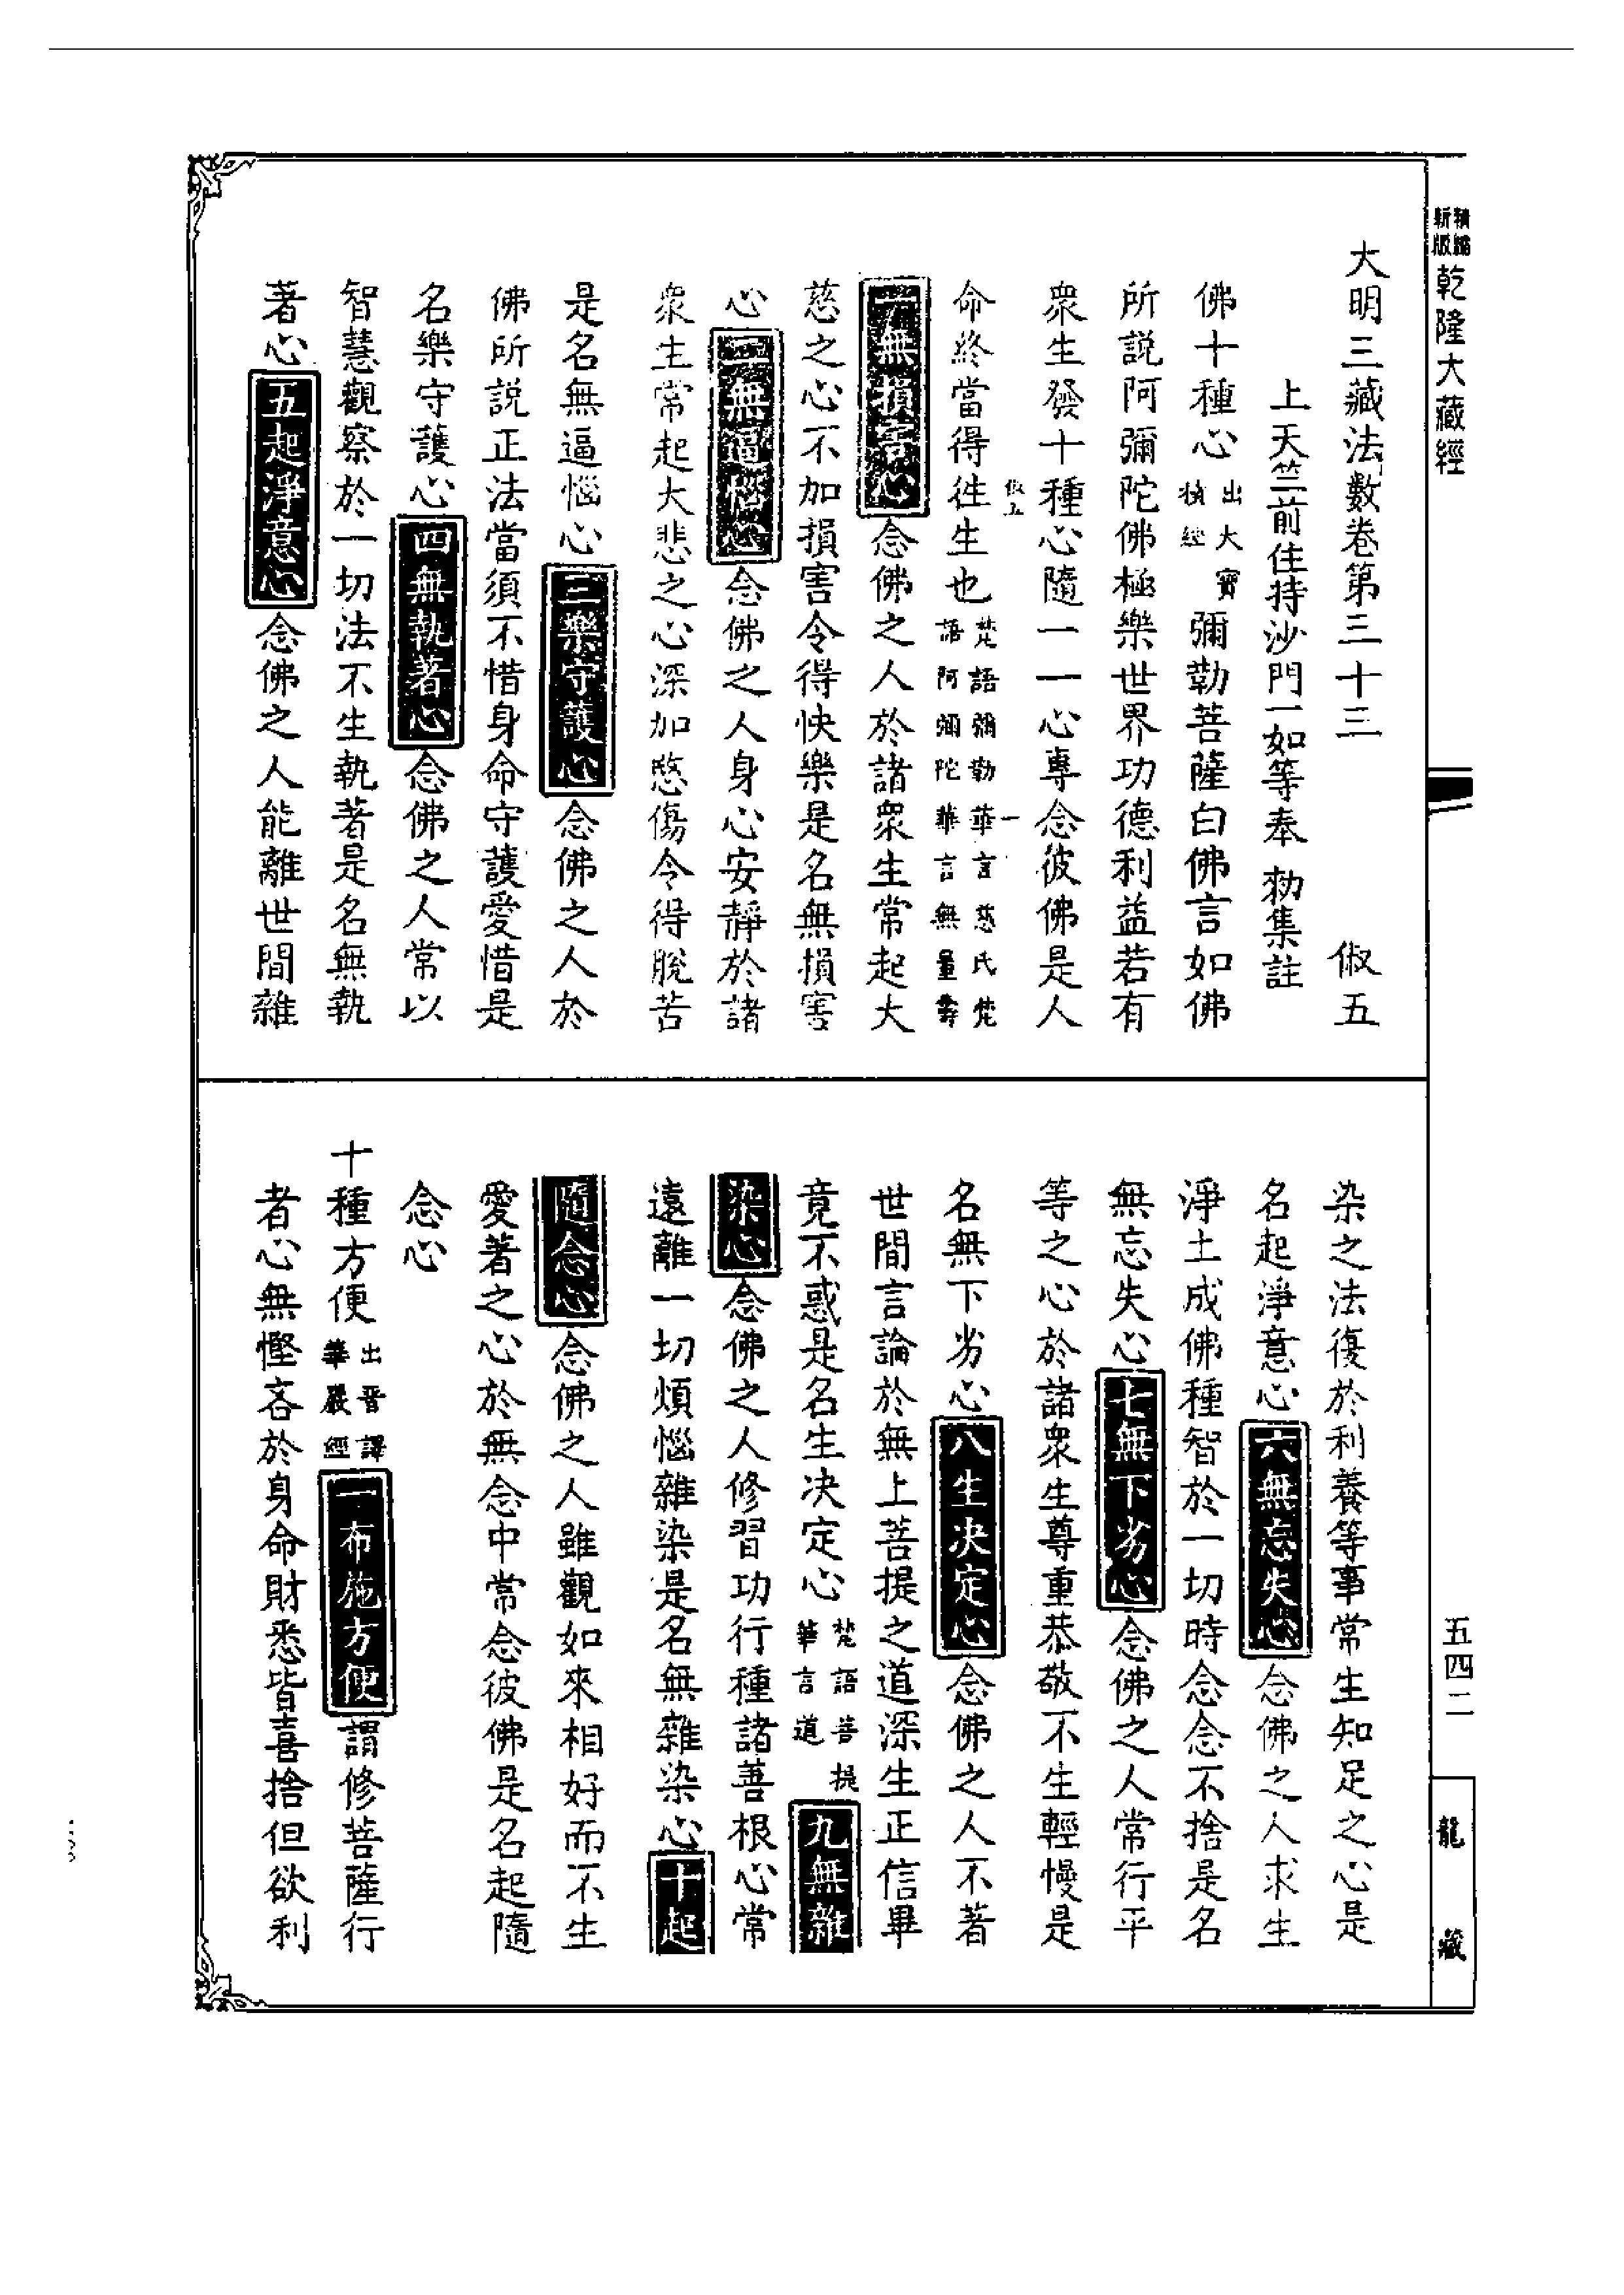 新版精縮乾隆大藏經
大明三藏法數卷第三十三 俶五
上天竺前住持沙門一如等奉 勑集註
佛十種心出大寶積經彌勒菩薩白佛言如佛
所説阿彌陀佛極樂世界功德利益若有
衆生發十種心隨一一心專念彼佛是人
俶五 一
命終當得徃生也梵語彌勒華言慈氏梵語阿彌陀華言無量壽
一無損害心念佛之人於諸衆生常起大
慈之心不加損害令得快樂是名無損害
心二無逼惱心念佛之人身心安靜於諸
衆生常起大悲之心深加愍傷令得脫苦
是名無逼惱心三樂守護心念佛之人於
佛所説正法當須不惜身命守護愛惜是
名樂守護心四無執著心念佛之人常以
智慧觀察於一切法不生執著是名無執
著心五起淨意心念佛之人能離世間雜
染之法復於利養等事常生知足之心是
名起淨意心六無忘失心念佛之人求生
淨土成佛種智於一切時念念不捨是名
無忘失心七無下劣心念佛之人常行平
等之心於諸衆生尊重恭敬不生輕慢是
名無下劣心八生决定心念佛之人不著
世間言論於無上菩提之道深生正信畢
竟不惑是名生决定心梵語菩提華言道九無雜
染心念佛之人修習功行種諸善根心常
遠離一切煩惱雜染是名無雜染心十起
隨念心念佛之人雖觀如來相好而不生
愛著之心於無念中常念彼佛是名起隨
念心
十種方便出晉譯華嚴經一布施方便謂修菩薩行
者心無慳吝於身命財悉皆喜捨但欲利
五四二
龍藏